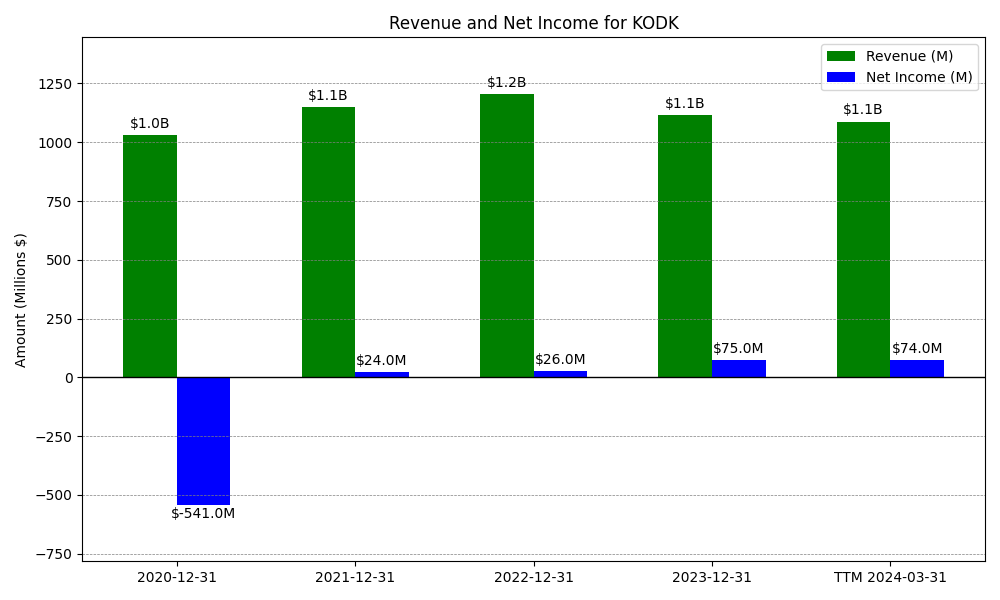 Revenue and Net Income for KODK
Revenue (M)
Net Income (M)
Amount (Millions $)
1250
1000
750
500
250
0
−250
−500
−750
$1.0B
$1.1B
$1.2B
$1.1B
$1.1B
$-541.0M
$24.0M
$26.0M
$75.0M
$74.0M
2020-12-31
2021-12-31
2022-12-31
2023-12-31
TTM 2024-03-31